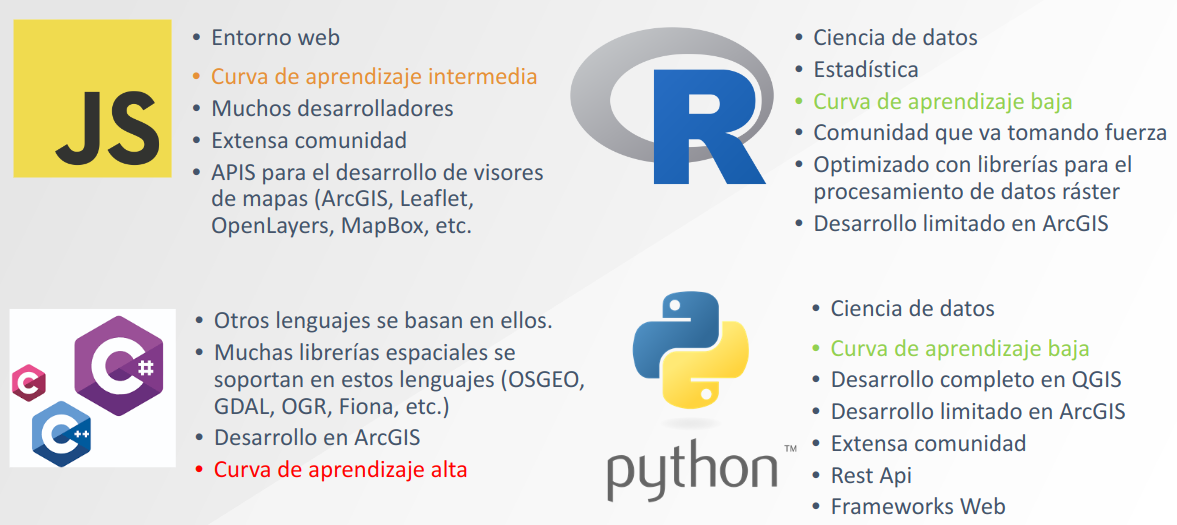 JS
• Entorno web
• Curva de aprendizaje intermedia
• Muchos desarrolladores
• Extensa comunidad
• APIS para el desarrollo de visores
de mapas (ArcGIS, Leaflet,
OpenLayers, MapBox, etc.
R
• Ciencia de datos
• Estadística
• Curva de aprendizaje baja
• Comunidad que va tomando fuerza
• Optimizado con librerías para el
procesamiento de datos ráster
• Desarrollo limitado en ArcGIS
C#
C
C++
• Otros lenguajes se basan en ellos.
• Muchas librerías espaciales se
soportan en estos lenguajes (OSGEO,
GDAL, OGR, Fiona, etc.)
• Desarrollo en ArcGIS
• Curva de aprendizaje alta
python™
• Ciencia de datos
• Curva de aprendizaje baja
• Desarrollo completo en QGIS
• Desarrollo limitado en ArcGIS
• Extensa comunidad
• Rest Api
• Frameworks Web